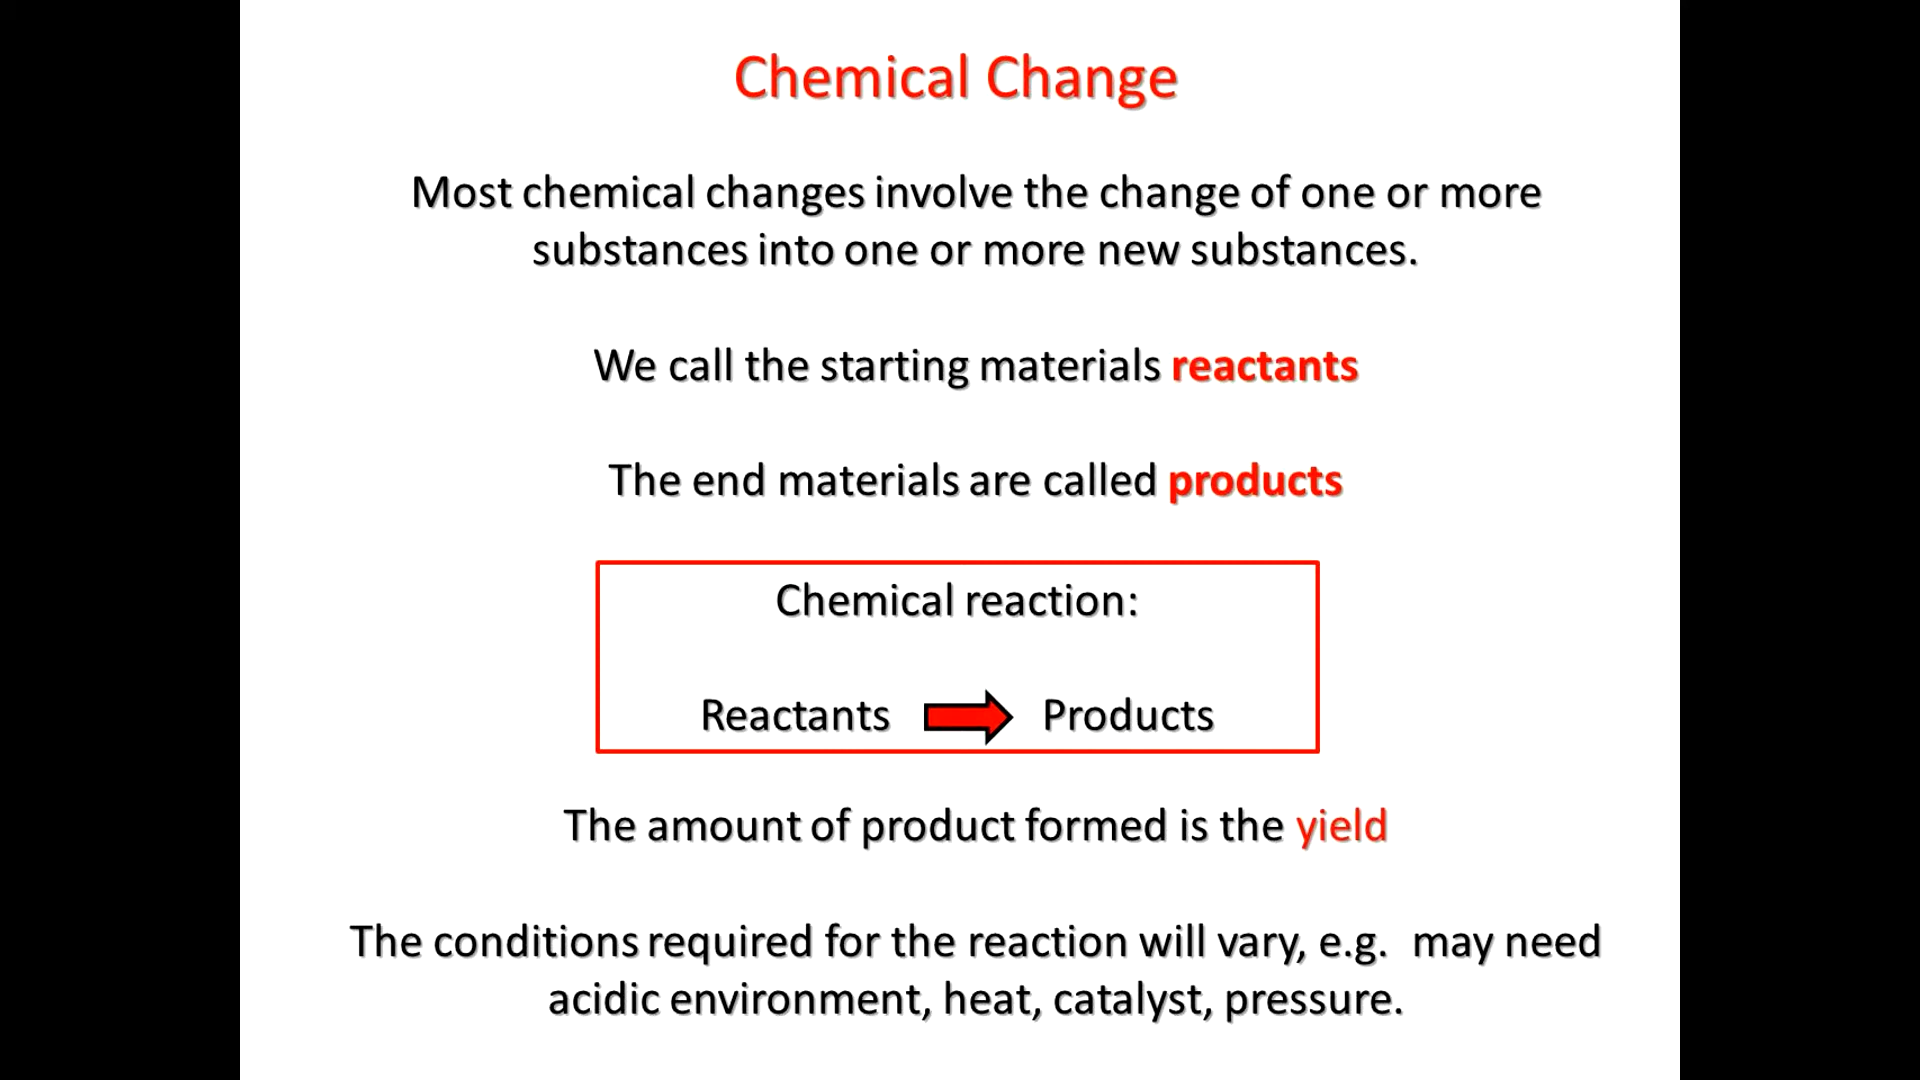 Chemical Change
Most chemical changes involve the change of one or more
substances into one or more new substances.
We call the starting materials reactants
The end materials are called products
Chemical reaction:
Reactants Products
The amount of product formed is the yield
The conditions required for the reaction will vary, e.g. may need
acidic environment, heat, catalyst, pressure.